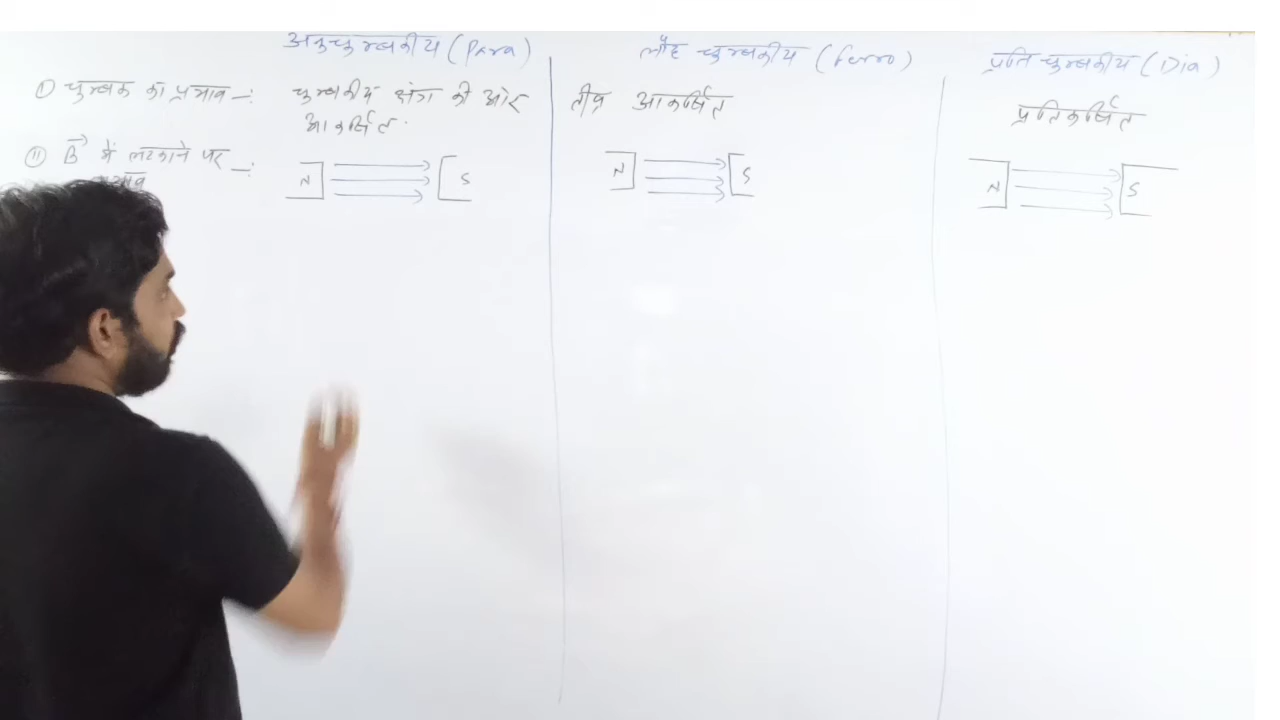 अनुचुम्बकीय (Para)
लौह चुम्बकीय (ferro)
प्रति चुम्बकीय (Dia)
① चुम्बक का प्रभाव -:
चुम्बकीय क्षेत्र की ओर
आकर्षित.
तीव्र आकर्षित
प्रतिकर्षित
② B⃗ में लटकाने पर -:
प्रभाव
N S
N S
N S